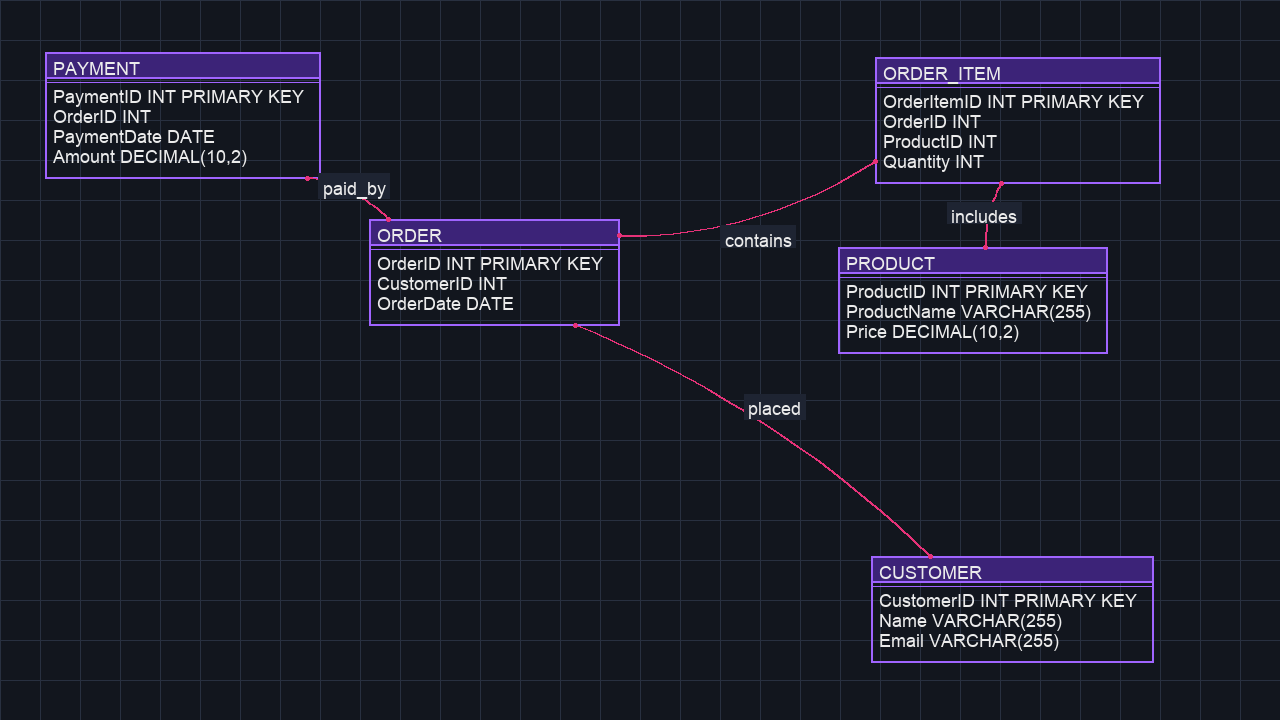 PAYMENT
PaymentID INT PRIMARY KEY
OrderID INT
PaymentDate DATE
Amount DECIMAL(10,2)
paid_by
ORDER
OrderID INT PRIMARY KEY
CustomerID INT
OrderDate DATE
contains
ORDER_ITEM
OrderItemID INT PRIMARY KEY
OrderID INT
ProductID INT
Quantity INT
includes
PRODUCT
ProductID INT PRIMARY KEY
ProductName VARCHAR(255)
Price DECIMAL(10,2)
placed
CUSTOMER
CustomerID INT PRIMARY KEY
Name VARCHAR(255)
Email VARCHAR(255)